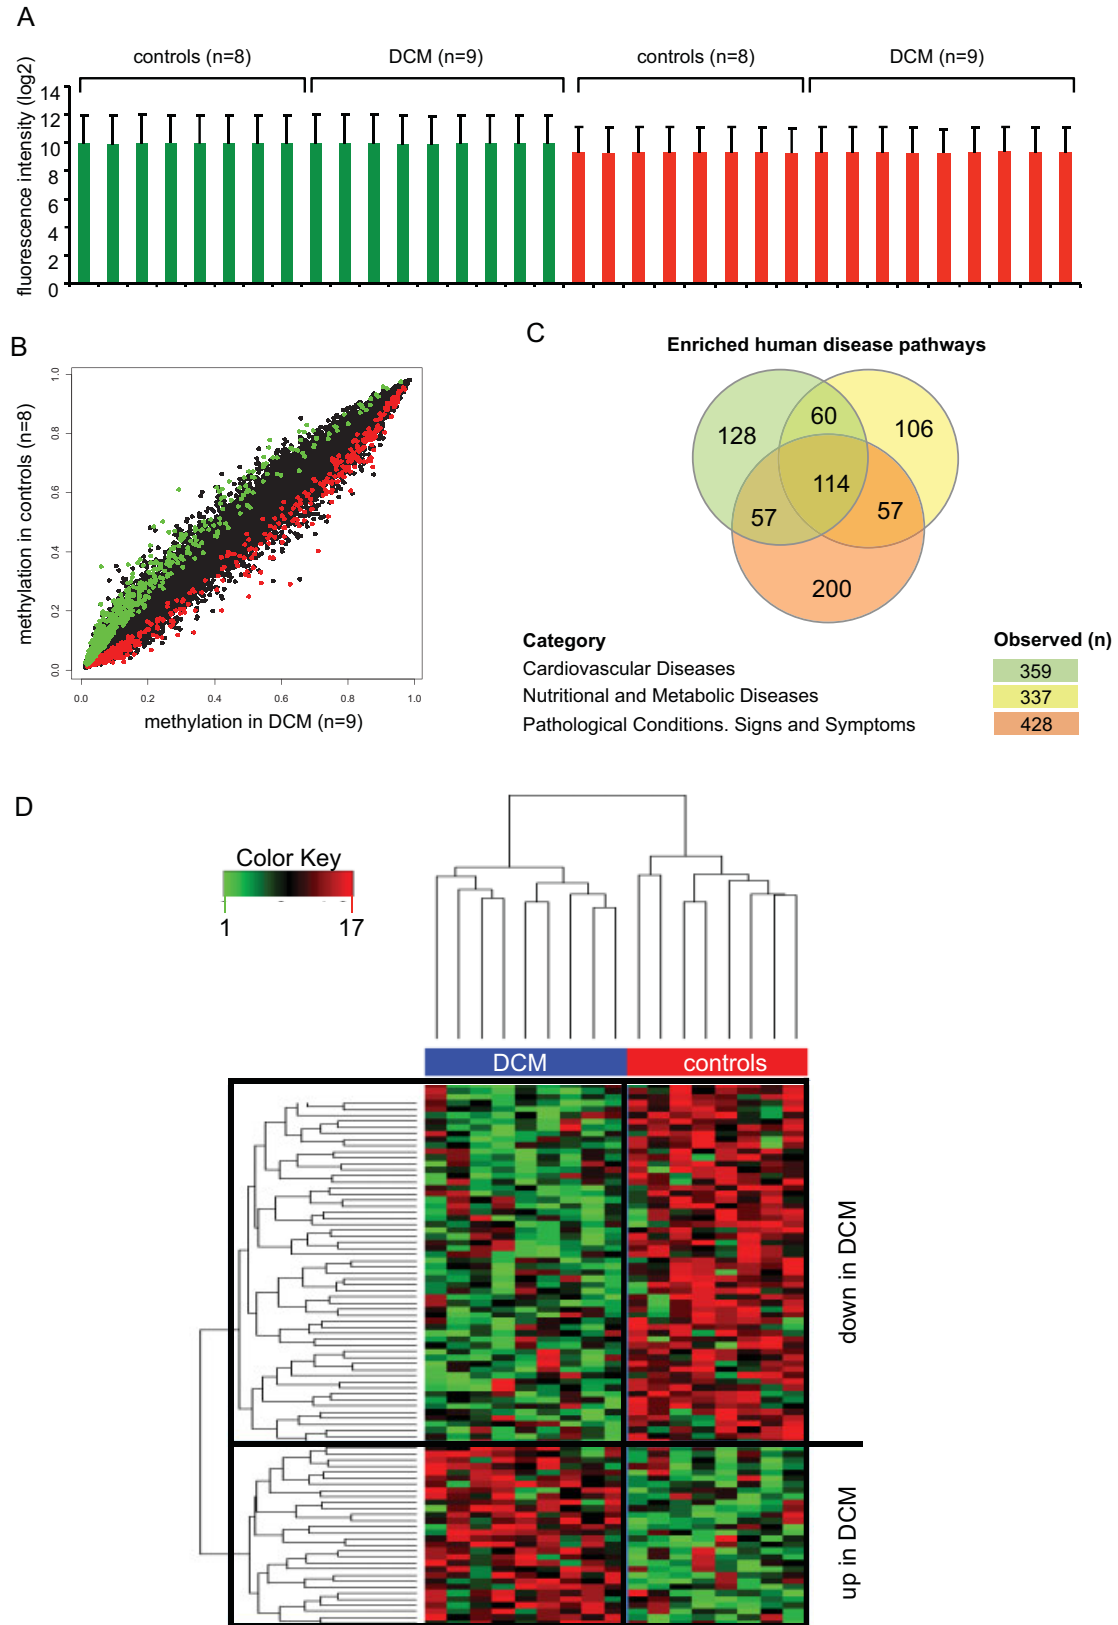 A
controls (n=8)
DCM (n=9)
controls (n=8)
DCM (n=9)
fluorescence intensity (log2)
14
12
10
8
6
4
2
0
B
methylation in controls (n=8)
1.0
0.8
0.6
0.4
0.2
0.0
0.0 0.2 0.4 0.6 0.8 1.0
methylation in DCM (n=9)
C
Enriched human disease pathways
128
60
106
114
57
57
200
Category Observed (n)
Cardiovascular Diseases 359
Nutritional and Metabolic Diseases 337
Pathological Conditions. Signs and Symptoms 428
D
Color Key
1 17
DCM controls
down in DCM
up in DCM